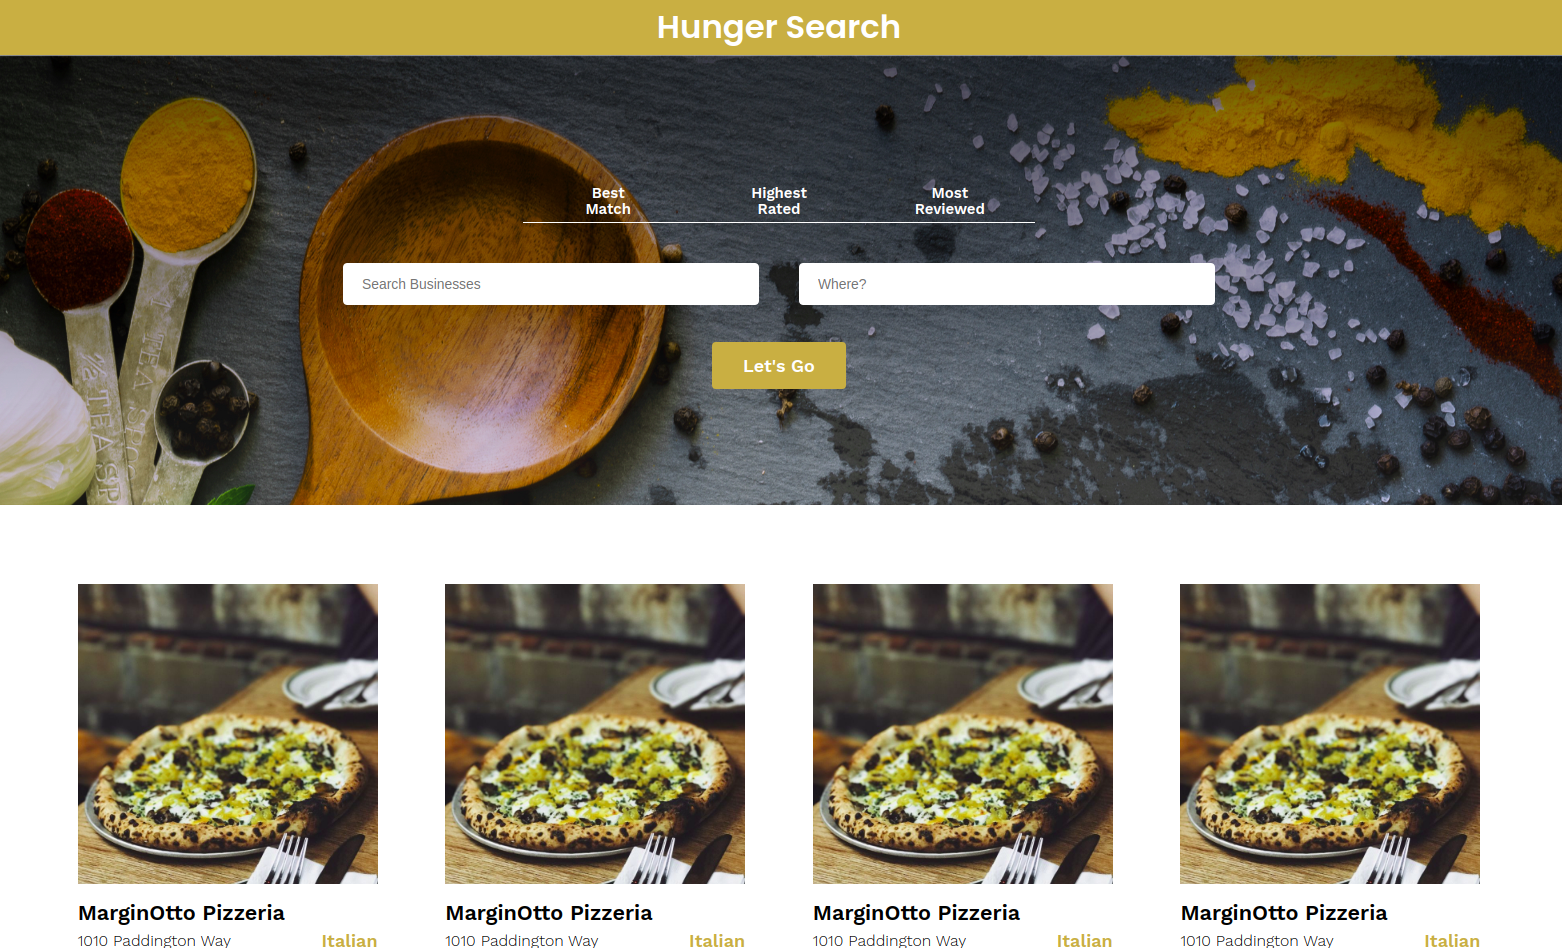 Hunger Search
Best Match
Highest Rated
Most Reviewed
Search Businesses
Where?
Let's Go
MarginOtto Pizzeria
1010 Paddington Way
Italian
MarginOtto Pizzeria
1010 Paddington Way
Italian
MarginOtto Pizzeria
1010 Paddington Way
Italian
MarginOtto Pizzeria
1010 Paddington Way
Italian